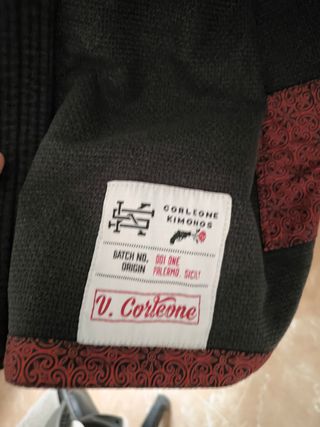 CORLEONE
KIMONOS
BATCH NO. 001 ONE
ORIGIN PALERMO, SICILY
V. Corleone